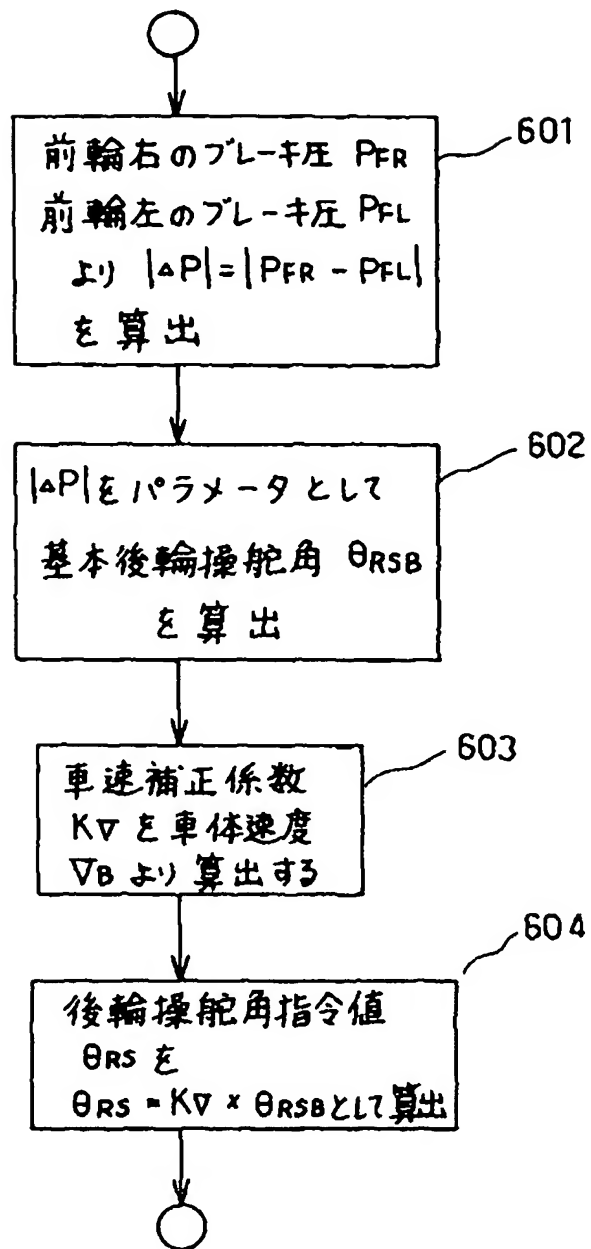 前輪右のブレーキ圧 PFR
前輪左のブレーキ圧 PFL
より |△P|=|PFR - PFL|
を算出
601
|△P|をパラメータとして
基本後輪操舵角 θRSB
を算出
602
車速補正係数
K▽を車体速度
▽Bより算出する
603
後輪操舵角指令値
θRSを
θRS = K▽ × θRSBとして算出
604